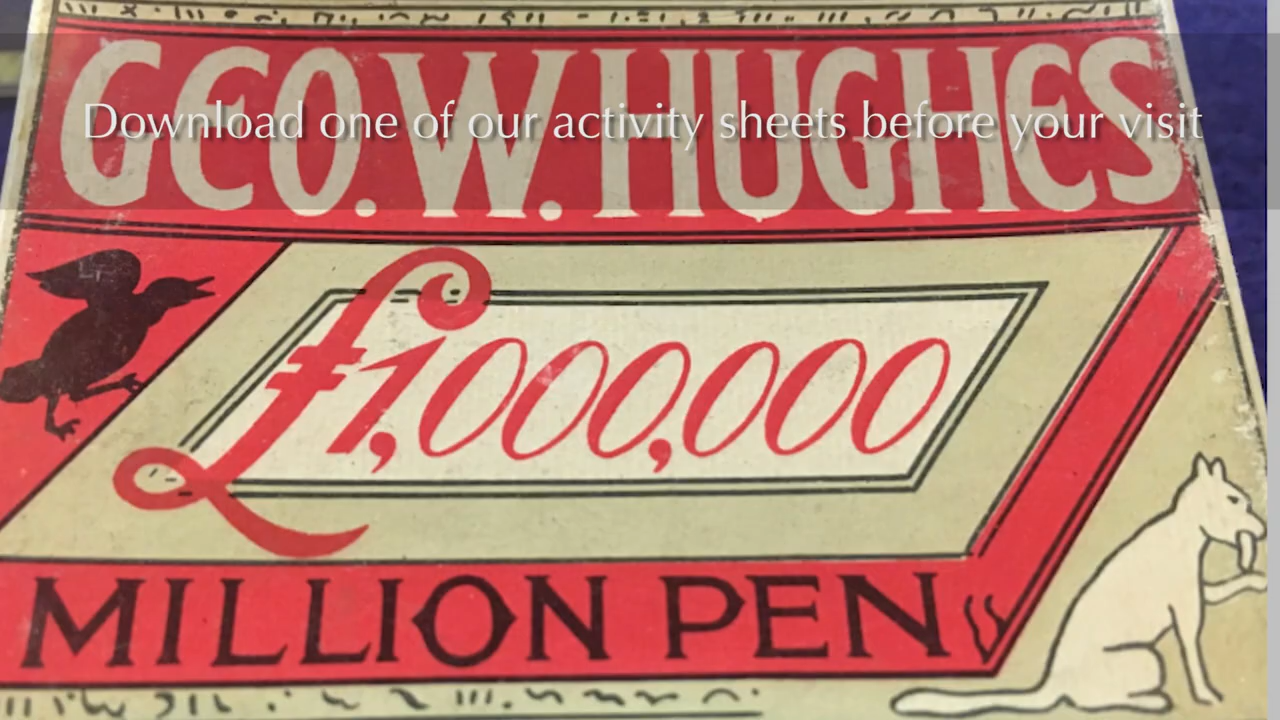 GEO. W. HUGHES
Download one of our activity sheets before your visit
£1,000,000
MILLION PEN